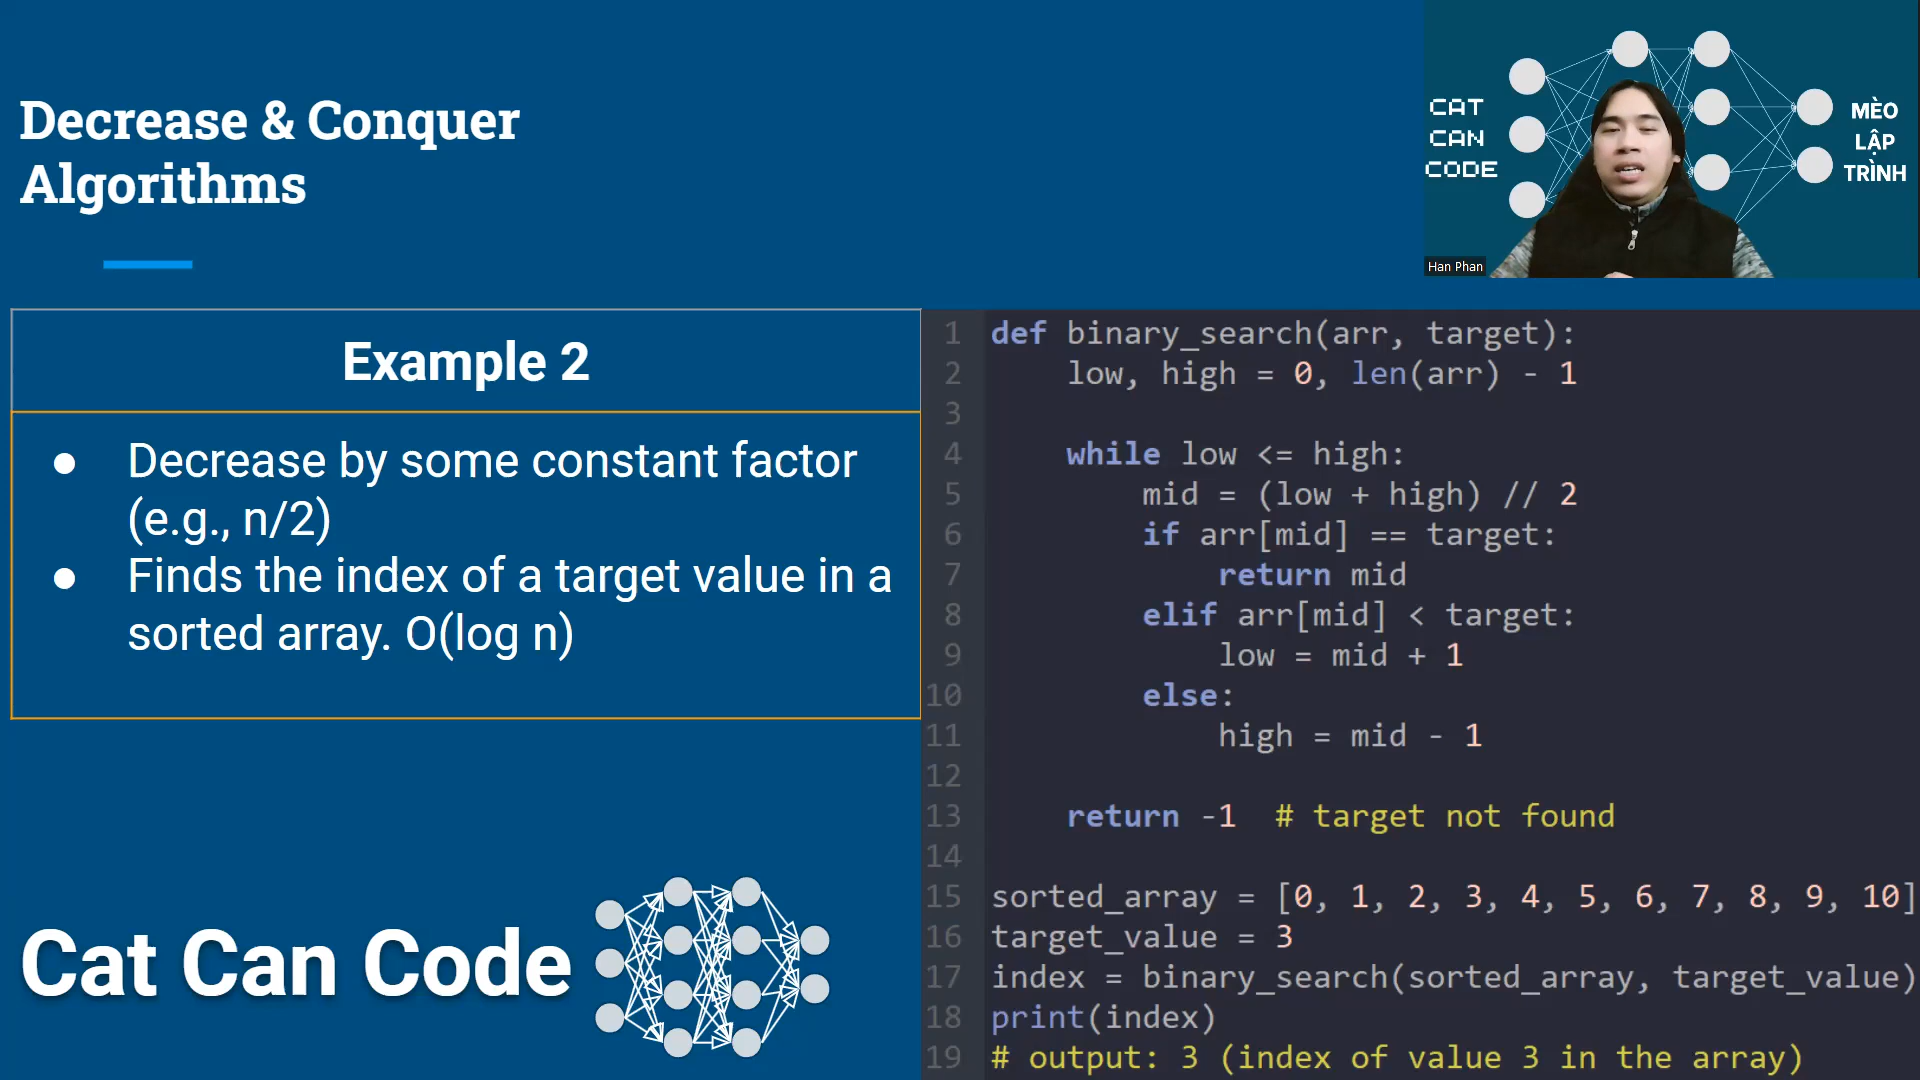 Decrease & Conquer
Algorithms
CAT
CAN
CODE
MÈO
LẬP
TRÌNH
Han Phan
Example 2
● Decrease by some constant factor
(e.g., n/2)
● Finds the index of a target value in a
sorted array. O(log n)
Cat Can Code
1 def binary_search(arr, target):
2     low, high = 0, len(arr) - 1
3
4     while low <= high:
5         mid = (low + high) // 2
6         if arr[mid] == target:
7             return mid
8         elif arr[mid] < target:
9             low = mid + 1
10         else:
11             high = mid - 1
12
13     return -1  # target not found
14
15 sorted_array = [0, 1, 2, 3, 4, 5, 6, 7, 8, 9, 10]
16 target_value = 3
17 index = binary_search(sorted_array, target_value)
18 print(index)
19 # output: 3 (index of value 3 in the array)